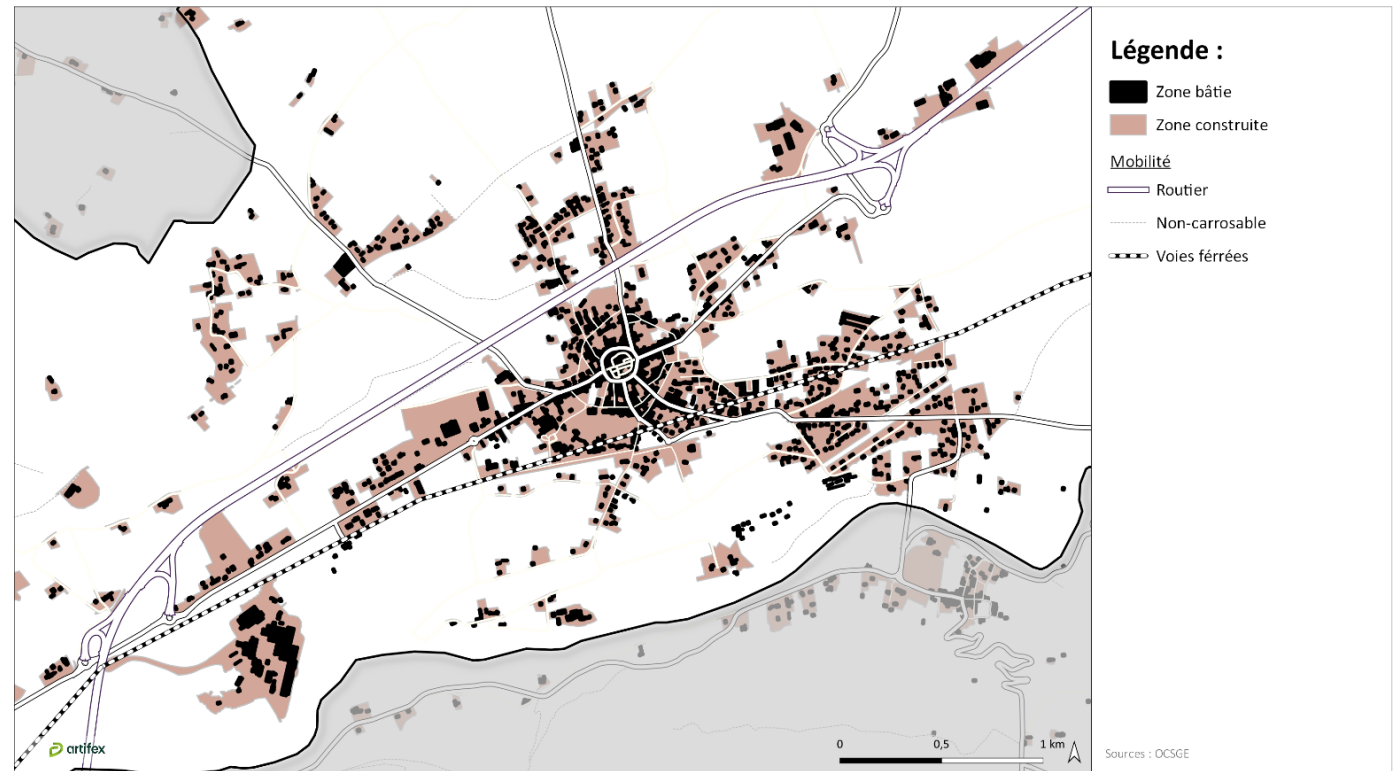 Légende :
Zone bâtie
Zone construite
Mobilité
Routier
Non-carrosable
Voies férrées
artifex
0 0,5 1 km
Sources : OCSGE